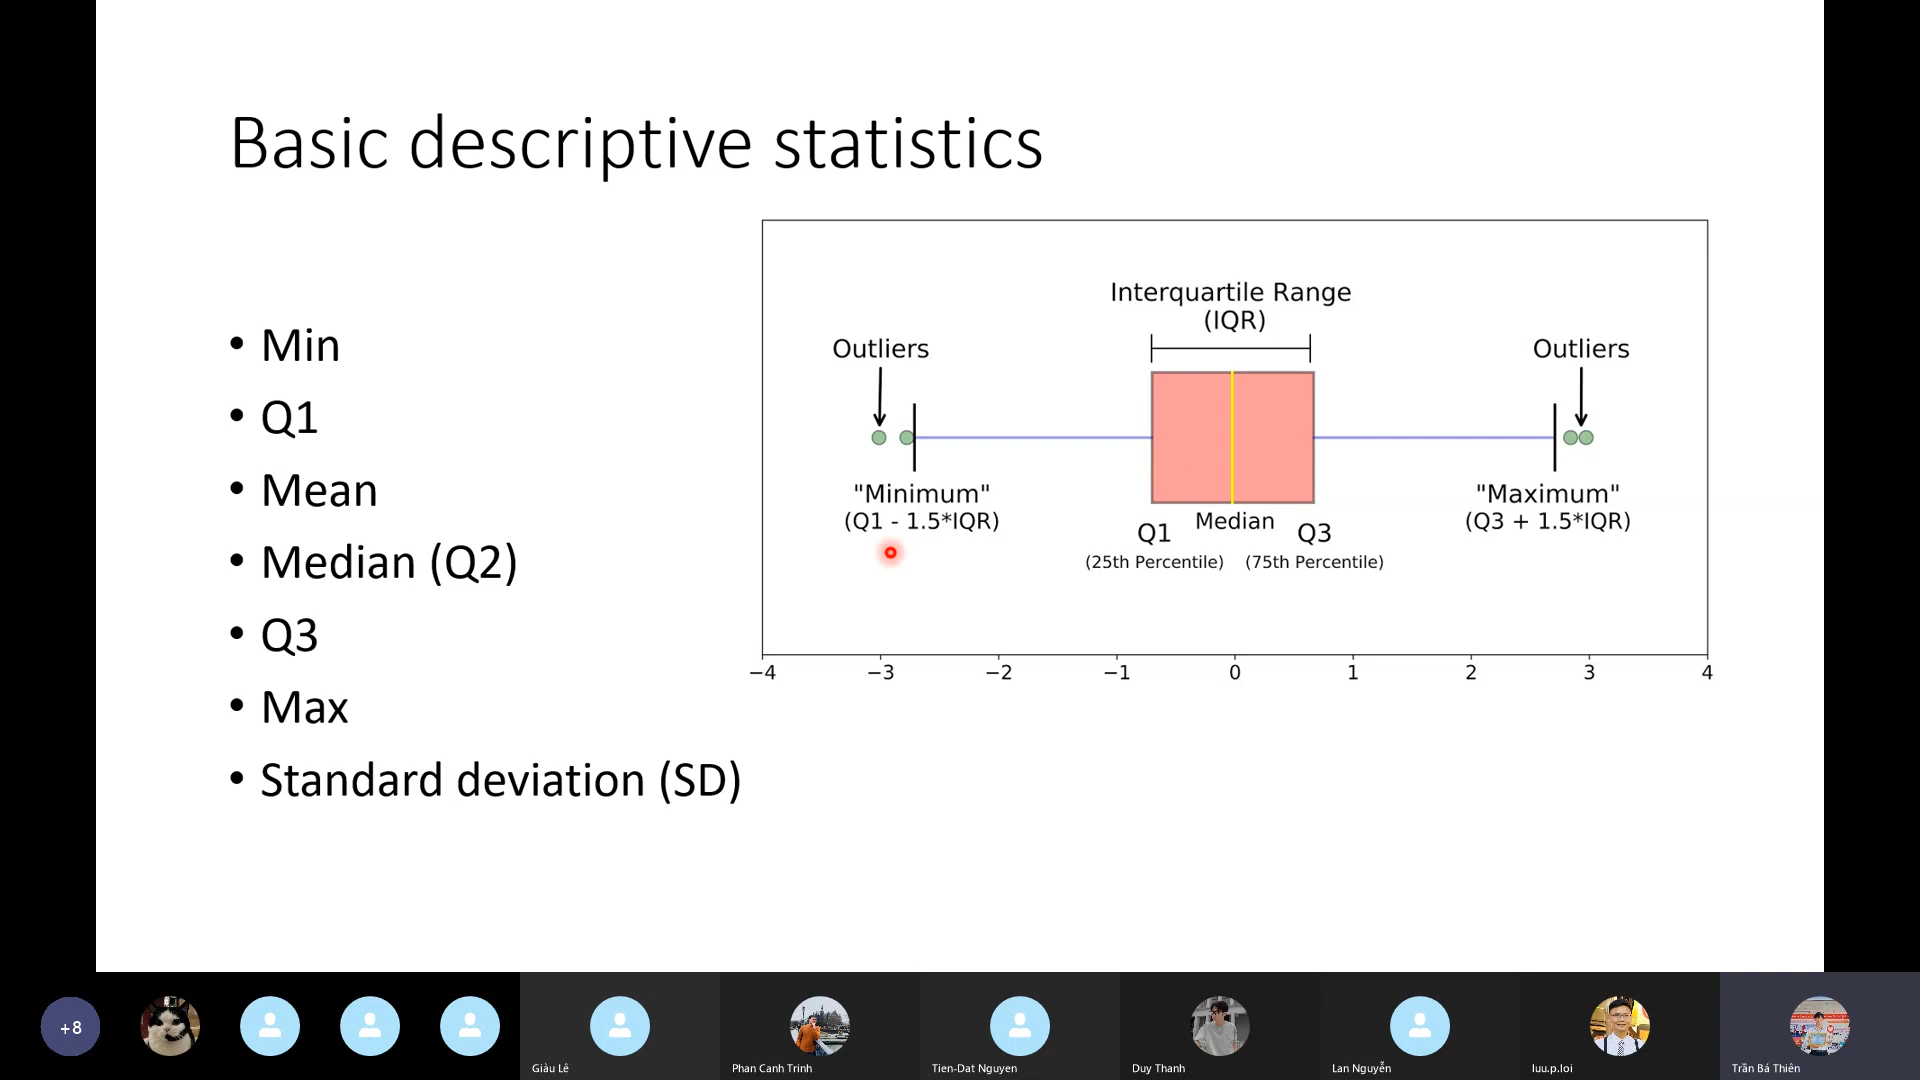 Basic descriptive statistics
• Min
• Q1
• Mean
• Median (Q2)
• Q3
• Max
• Standard deviation (SD)
Interquartile Range
(IQR)
Outliers
Outliers
"Minimum"
(Q1 - 1.5*IQR)
"Maximum"
(Q3 + 1.5*IQR)
Q1
Median
Q3
(25th Percentile)
(75th Percentile)
−4 −3 −2 −1 0 1 2 3 4
+8
Giàu Lê
Phan Canh Trinh
Tien-Dat Nguyen
Duy Thanh
Lan Nguyễn
luu.p.loi
Trần Bá Thiên